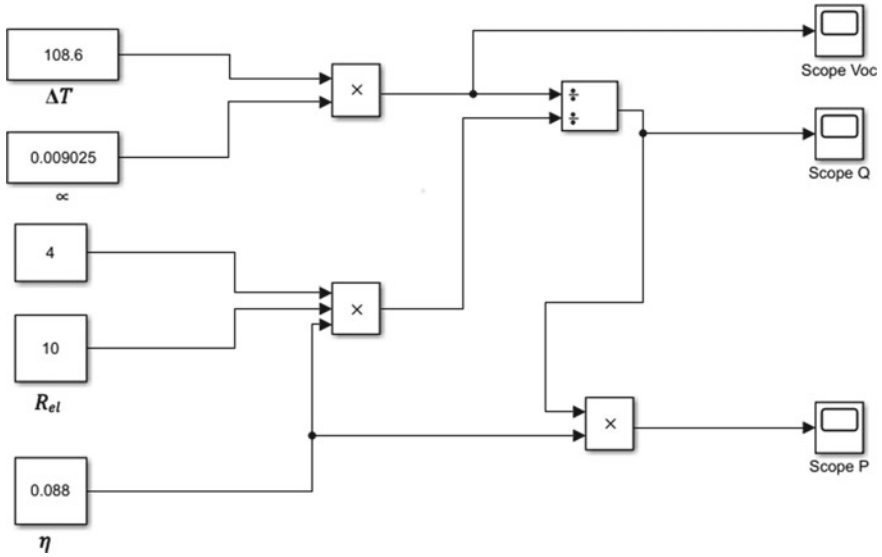 108.6
ΔT
×
Scope Voc
÷
÷
0.009025
∝
Scope Q
4
×
10
R_el
×
Scope P
0.088
η